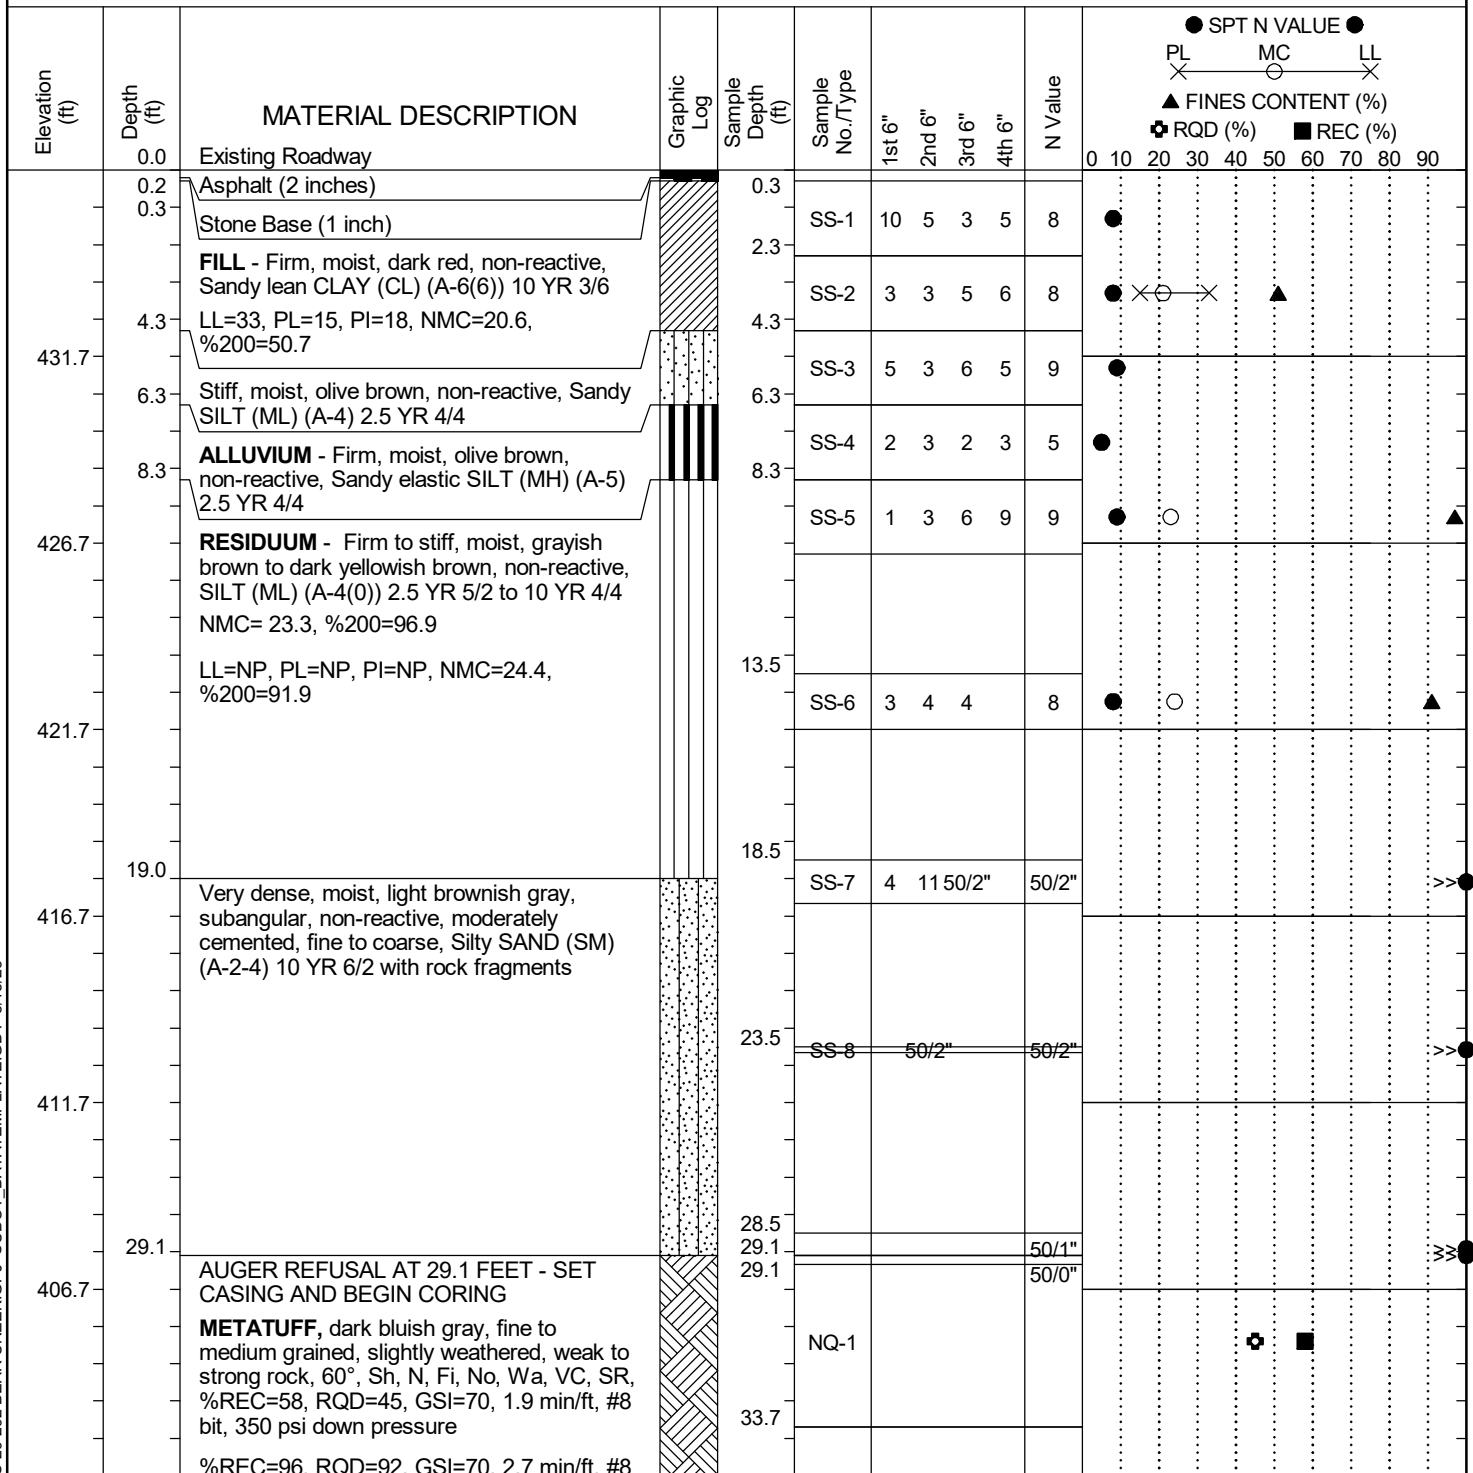 ● SPT N VALUE ●
PL MC LL
▲ FINES CONTENT (%)
RQD (%) ■ REC (%)
Elevation (ft)
Depth (ft)
MATERIAL DESCRIPTION
Graphic Log
Sample Depth (ft)
Sample No./Type
1st 6"
2nd 6"
3rd 6"
4th 6"
N Value
0 10 20 30 40 50 60 70 80 90
0.0 Existing Roadway
0.2 Asphalt (2 inches) 0.3
0.3
Stone Base (1 inch)
SS-1 10 5 3 5 8
2.3
FILL - Firm, moist, dark red, non-reactive,
Sandy lean CLAY (CL) (A-6(6)) 10 YR 3/6
SS-2 3 3 5 6 8
LL=33, PL=15, PI=18, NMC=20.6,
%200=50.7
4.3 4.3
431.7
SS-3 5 3 6 5 9
6.3 6.3
Stiff, moist, olive brown, non-reactive, Sandy
SILT (ML) (A-4) 2.5 YR 4/4
SS-4 2 3 2 3 5
ALLUVIUM - Firm, moist, olive brown,
non-reactive, Sandy elastic SILT (MH) (A-5)
2.5 YR 4/4
8.3 8.3
SS-5 1 3 6 9 9
426.7
RESIDUUM - Firm to stiff, moist, grayish
brown to dark yellowish brown, non-reactive,
SILT (ML) (A-4(0)) 2.5 YR 5/2 to 10 YR 4/4
NMC= 23.3, %200=96.9
LL=NP, PL=NP, PI=NP, NMC=24.4,
%200=91.9
13.5
SS-6 3 4 4 8
421.7
18.5
19.0
SS-7 4 11 50/2" 50/2" >>
Very dense, moist, light brownish gray,
subangular, non-reactive, moderately
cemented, fine to coarse, Silty SAND (SM)
(A-2-4) 10 YR 6/2 with rock fragments
416.7
23.5
SS-8 50/2" 50/2" >>
411.7
28.5
29.1 29.1 50/1" >>
29.1 50/0" >>
AUGER REFUSAL AT 29.1 FEET - SET
CASING AND BEGIN CORING
406.7
METATUFF, dark bluish gray, fine to
medium grained, slightly weathered, weak to
strong rock, 60°, Sh, N, Fi, No, Wa, VC, SR,
%REC=58, RQD=45, GSI=70, 1.9 min/ft, #8
bit, 350 psi down pressure
NQ-1
33.7
%REC=96, RQD=92, GSI=70, 2.7 min/ft, #8